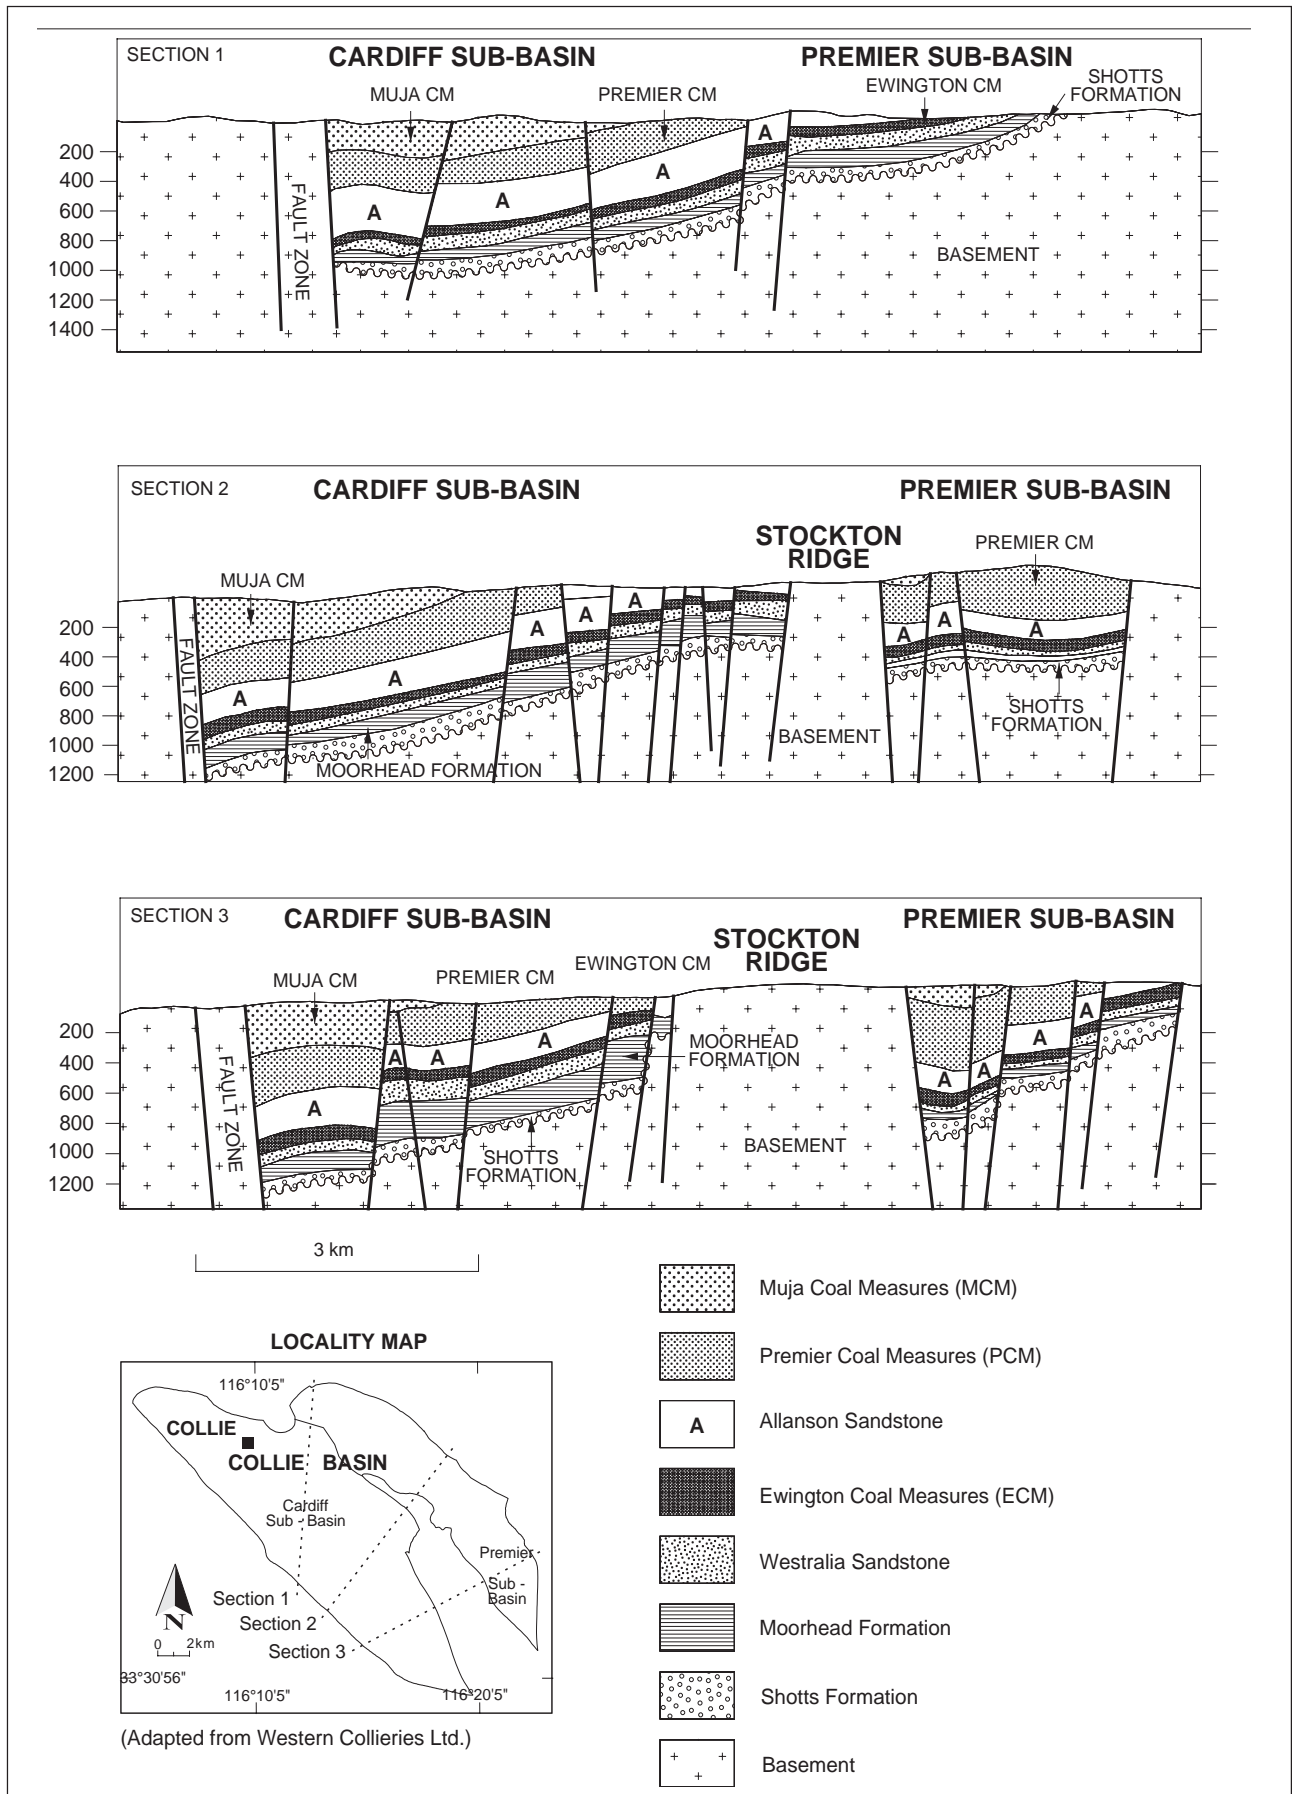 SECTION 1
CARDIFF SUB-BASIN
PREMIER SUB-BASIN
MUJA CM
PREMIER CM
EWINGTON CM
SHOTTS
FORMATION
200
400
600
800
1000
1200
1400
FAULT ZONE
A
A
A
A
BASEMENT
SECTION 2
CARDIFF SUB-BASIN
PREMIER SUB-BASIN
STOCKTON
RIDGE
MUJA CM
PREMIER CM
200
400
600
800
1000
1200
FAULT ZONE
A
A
A
A
A
A
A
A
BASEMENT
SHOTTS
FORMATION
MOORHEAD FORMATION
SECTION 3
CARDIFF SUB-BASIN
PREMIER SUB-BASIN
STOCKTON
RIDGE
MUJA CM
PREMIER CM
EWINGTON CM
200
400
600
800
1000
1200
FAULT ZONE
A
A
A
A
A
A
A
A
MOORHEAD
FORMATION
BASEMENT
SHOTTS
FORMATION
3 km
LOCALITY MAP
116°10'5"
COLLIE
COLLIE BASIN
Cardiff
Sub - Basin
Premier
Sub -
Basin
Section 1
Section 2
Section 3
N
0 2km
33°30'56"
116°10'5"
116°20'5"
(Adapted from Western Collieries Ltd.)
Muja Coal Measures (MCM)
Premier Coal Measures (PCM)
A
Allanson Sandstone
Ewington Coal Measures (ECM)
Westralia Sandstone
Moorhead Formation
Shotts Formation
Basement